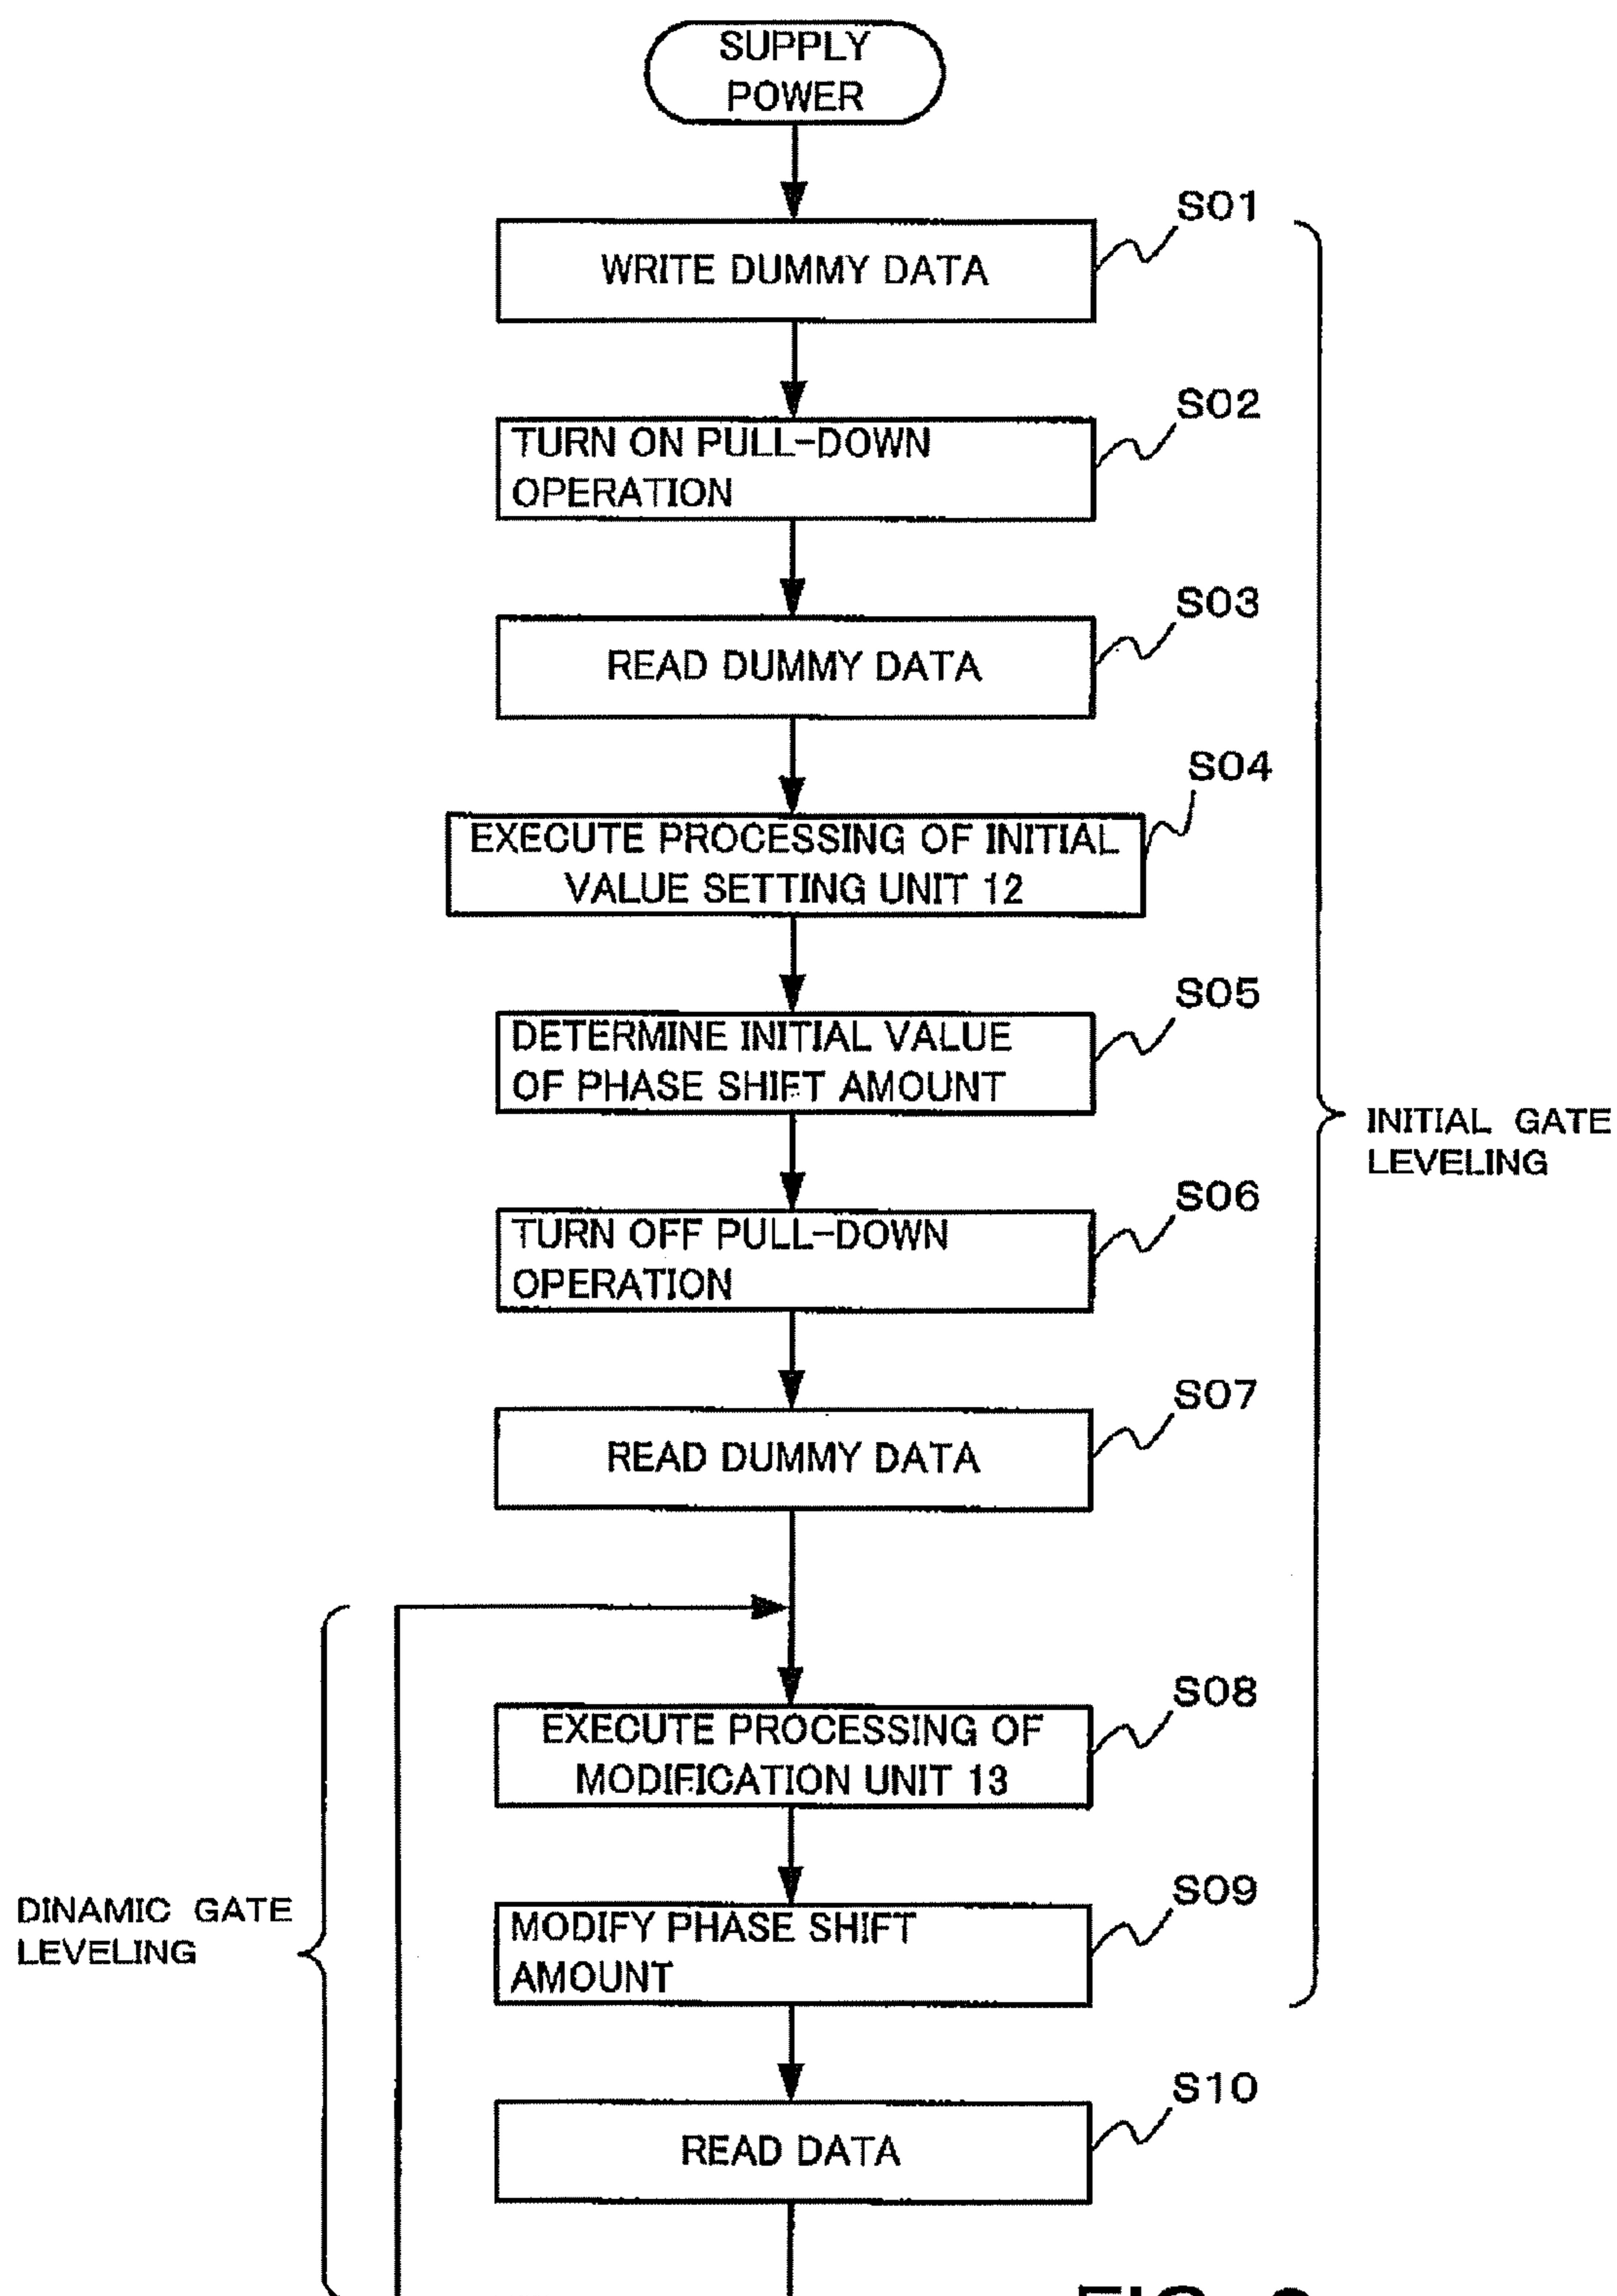 SUPPLY
POWER
S01
WRITE DUMMY DATA
S02
TURN ON PULL-DOWN
OPERATION
S03
READ DUMMY DATA
S04
EXECUTE PROCESSING OF INITIAL
VALUE SETTING UNIT 12
S05
DETERMINE INITIAL VALUE
OF PHASE SHIFT AMOUNT
INITIAL GATE
LEVELING
S06
TURN OFF PULL-DOWN
OPERATION
S07
READ DUMMY DATA
S08
EXECUTE PROCESSING OF
MODIFICATION UNIT 13
S09
MODIFY PHASE SHIFT
AMOUNT
DINAMIC GATE
LEVELING
S10
READ DATA